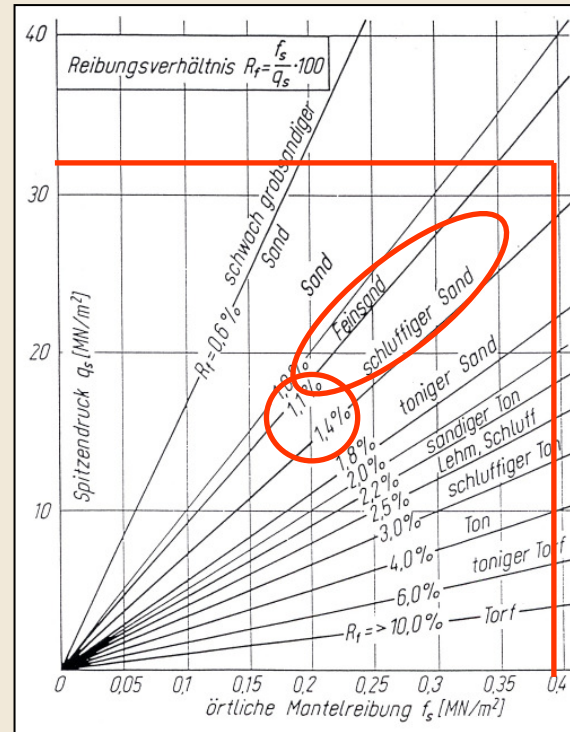 40
Reibungsverhältnis R_f = f_s/q_s · 100
schwach grobsandiger
Sand
R_f = 0,6 %
30
Sand
Feinsand
schluffiger Sand
toniger Sand
sandiger Ton
Lehm, Schluff
schluffiger Ton
Ton
toniger Torf
Torf
20
1,1%
1,4%
1,8%
2,0%
2,2%
2,5%
3,0%
4,0%
6,0%
R_f = > 10,0%
10
Spitzendruck q_s [MN/m²]
0 0,05 0,1 0,15 0,2 0,25 0,3 0,35 0,4
örtliche Mantelreibung f_s [MN/m²]